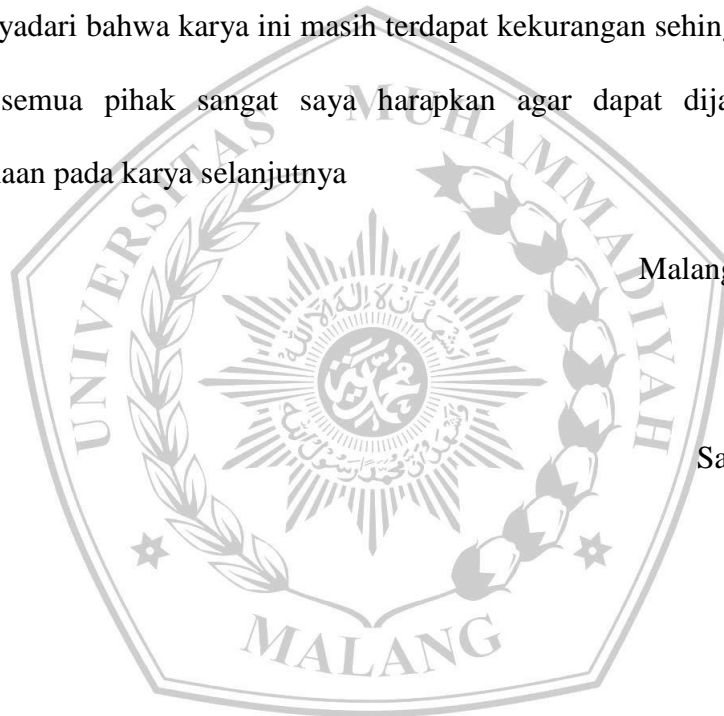 yadari bahwa karya ini masih terdapat kekurangan sehing
semua pihak sangat saya harapkan agar dapat dija
aan pada karya selanjutnya
Malang
Sa
UNIVERSITAS MUHAMMADIYAH
MALANG